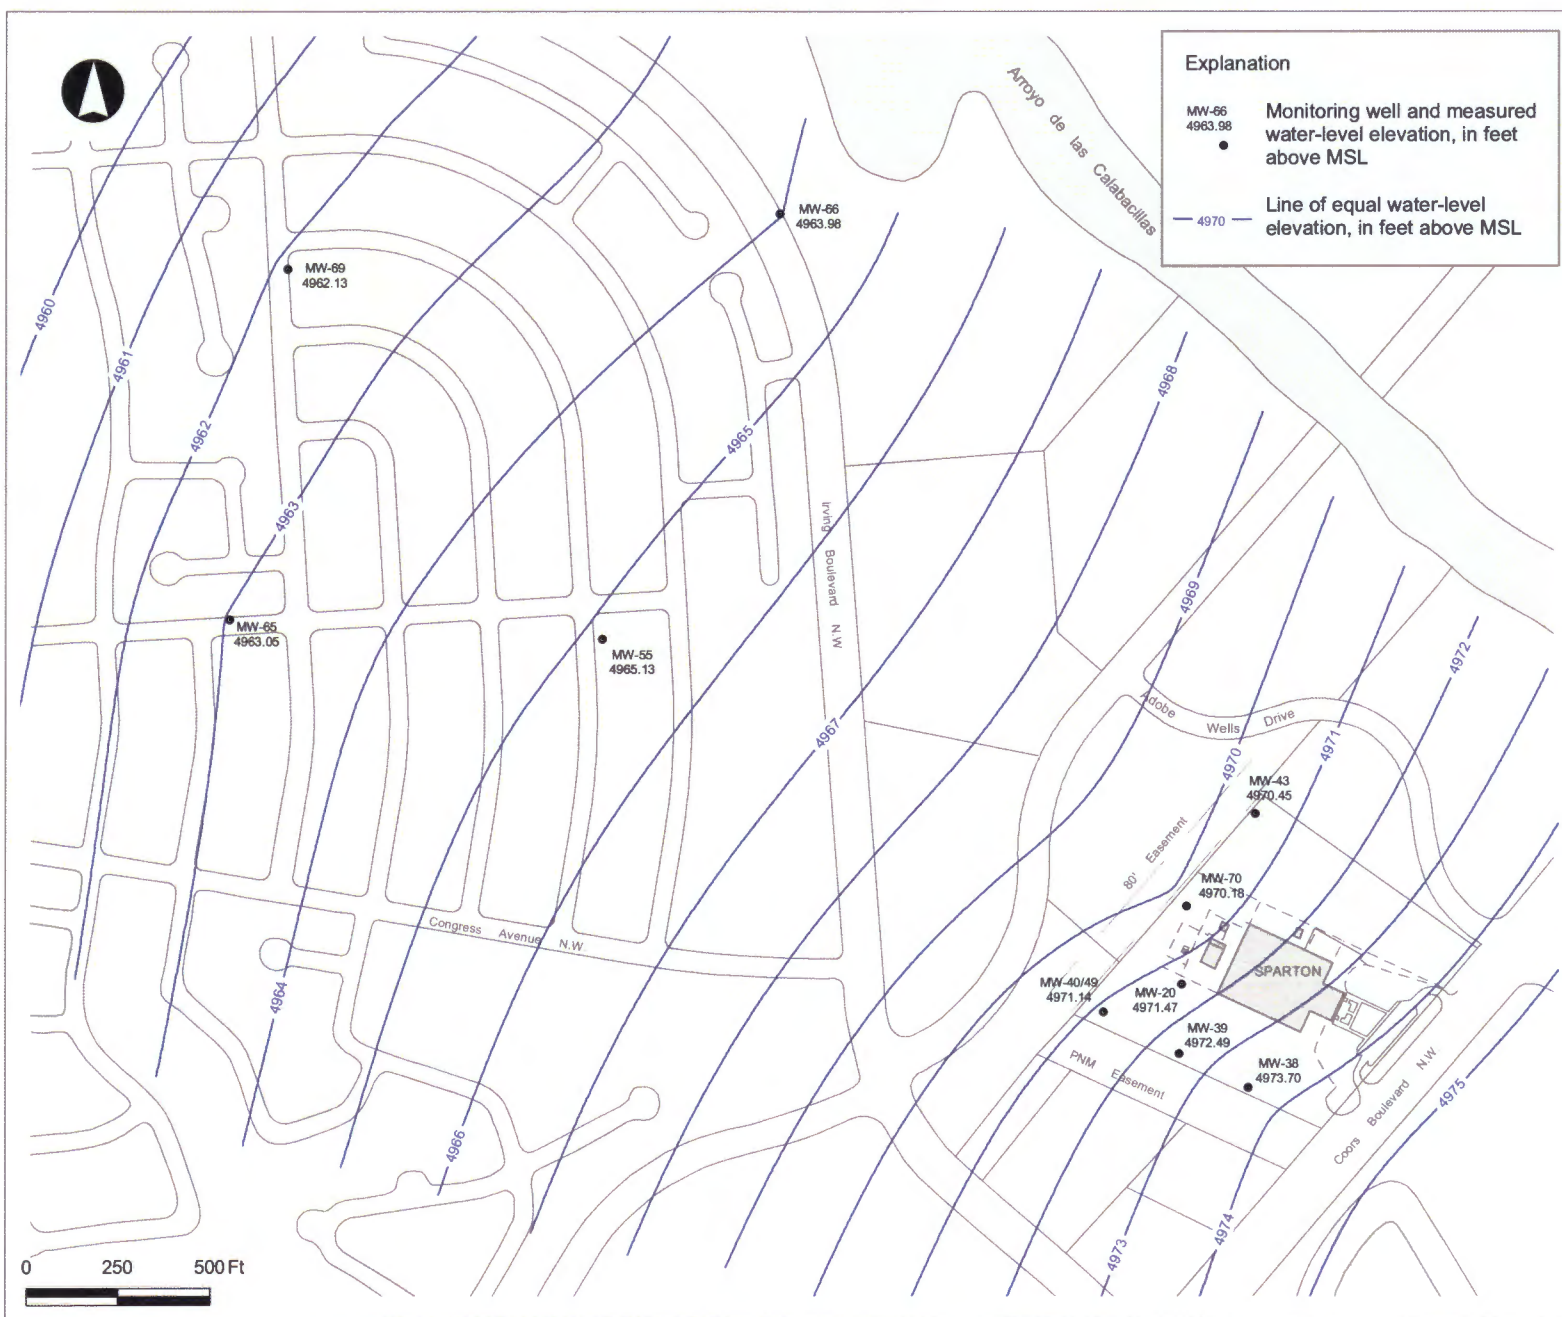 Explanation
MW-66
4963.98
Monitoring well and measured
water-level elevation, in feet
above MSL
4970
Line of equal water-level
elevation, in feet above MSL
Arroyo de las Calabacillas
MW-66
4963.98
MW-69
4962.13
4960
4961
4962
4963
4965
4968
4969
4972
4971
4970
4967
Irving Boulevard N.W
MW-65
4963.05
MW-55
4965.13
Adobe Wells Drive
MW-43
4970.45
80' Easement
MW-70
4970.18
Congress Avenue N.W.
SPARTON
MW-40/49
4971.14
MW-20
4971.47
MW-39
4972.49
MW-38
4973.70
PNM Easement
Coors Boulevard N.W
4964
4966
4975
4973
4974
0 250 500 Ft